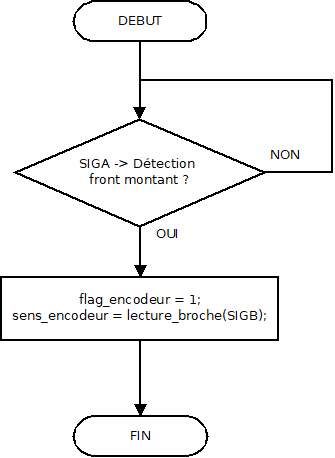 DEBUT
SIGA -> Détection
front montant ?
NON
OUI
flag_encodeur = 1;
sens_encodeur = lecture_broche(SIGB);
FIN